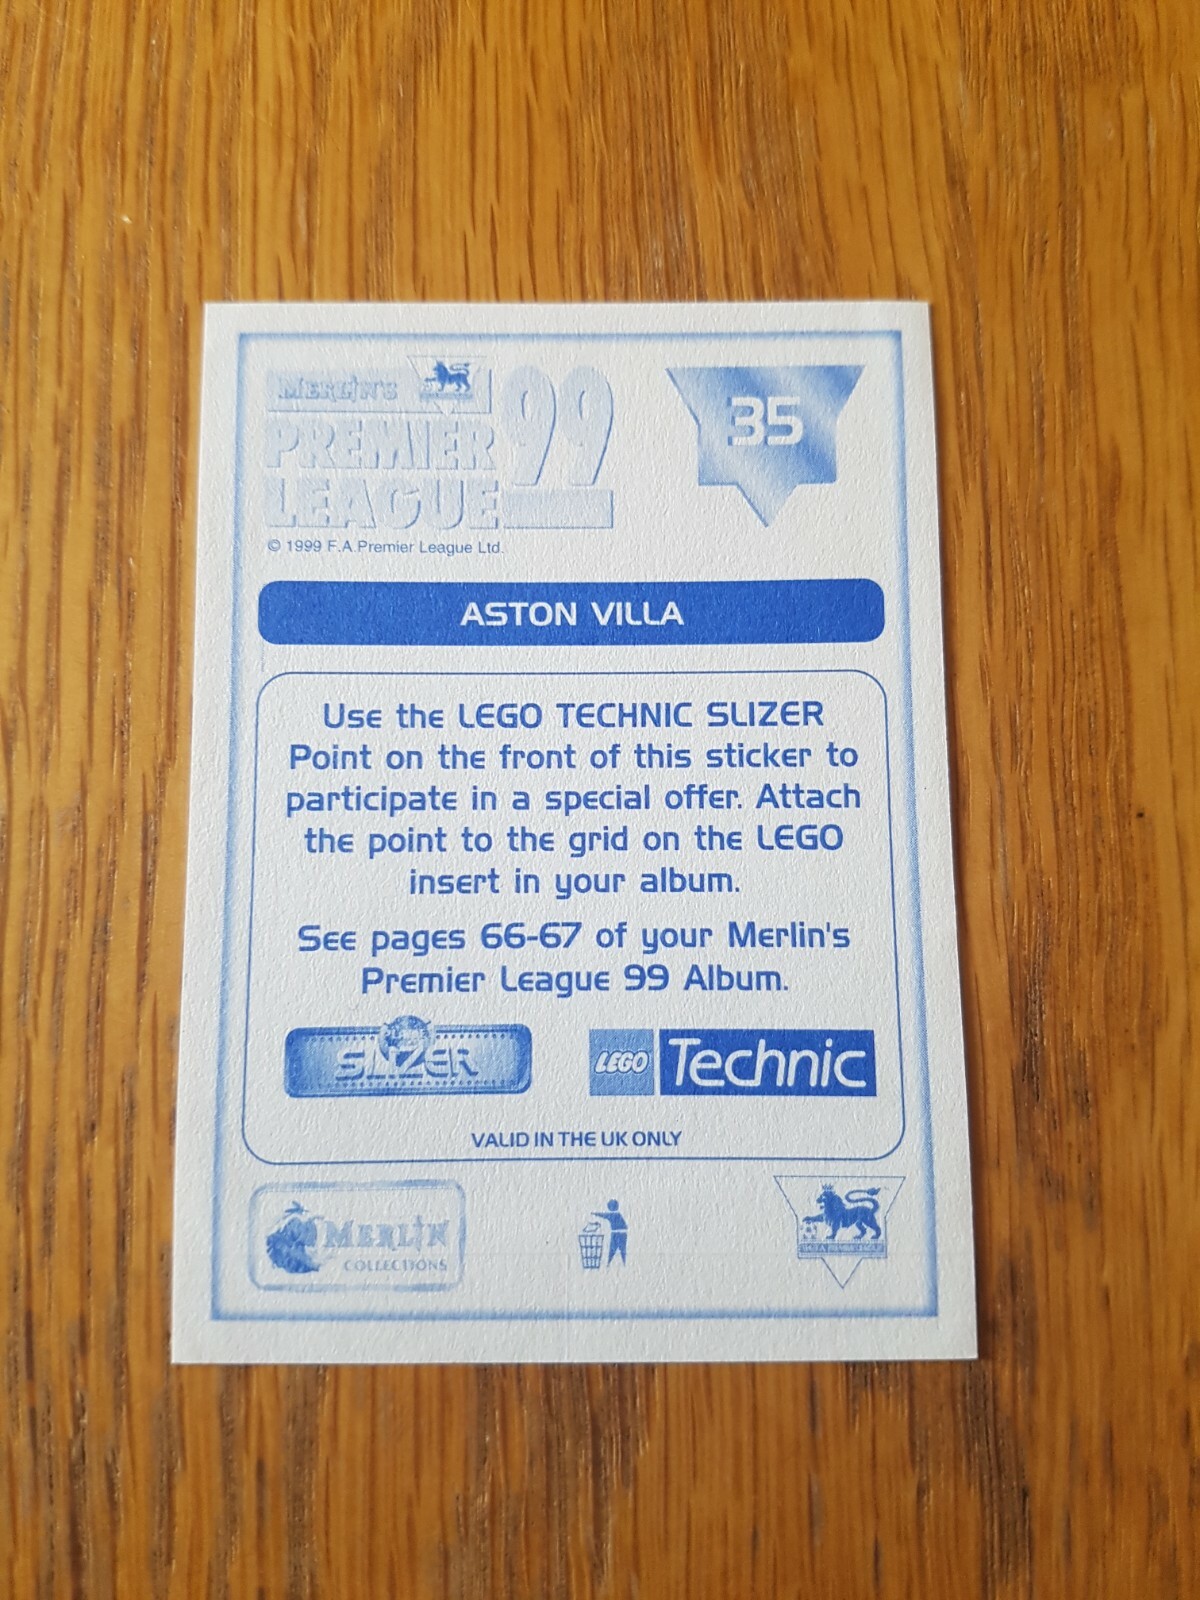 MERLIN'S
PREMIER
LEAGUE
99
35
© 1999 F.A Premier League Ltd.
ASTON VILLA
Use the LEGO TECHNIC SLIZER
Point on the front of this sticker to
participate in a special offer. Attach
the point to the grid on the LEGO
insert in your album.
See pages 66-67 of your Merlin's
Premier League 99 Album.
SLIZER
LEGO Technic
VALID IN THE UK ONLY
MERLIN
COLLECTIONS